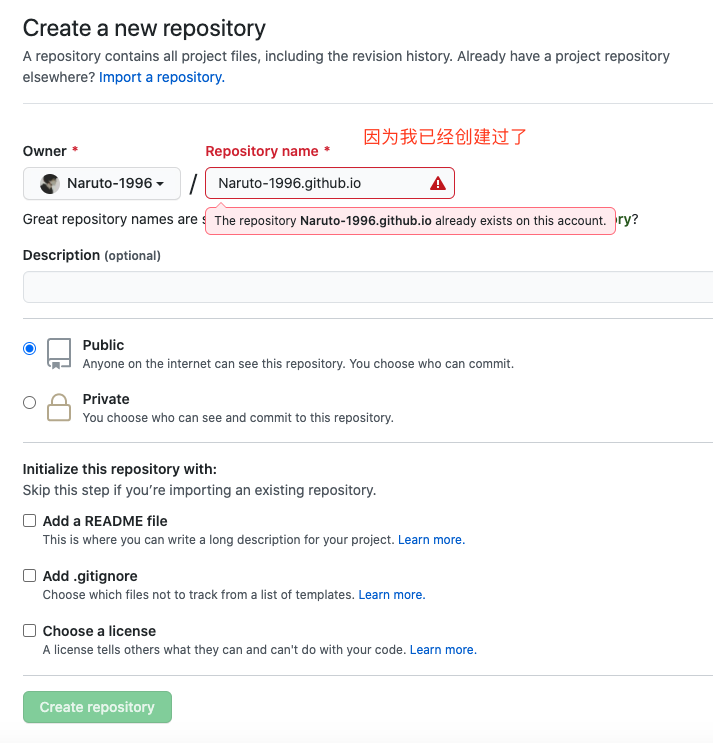 Create a new repository
A repository contains all project files, including the revision history. Already have a project repository
elsewhere? Import a repository.
因为我已经创建过了
Owner * Repository name *
Naruto-1996 / Naruto-1996.github.io
Great repository names are ?
The repository Naruto-1996.github.io already exists on this account.
Description (optional)
Public
Anyone on the internet can see this repository. You choose who can commit.
Private
You choose who can see and commit to this repository.
Initialize this repository with:
Skip this step if you’re importing an existing repository.
Add a README file
This is where you can write a long description for your project. Learn more.
Add .gitignore
Choose which files not to track from a list of templates. Learn more.
Choose a license
A license tells others what they can and can't do with your code. Learn more.
Create repository